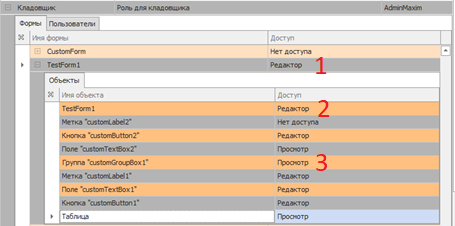 Кладовщик Роль для кладовщика AdminMaxim
Формы Пользователи
Имя формы Доступ
CustomForm Нет доступа
TestForm1 Редактор 1
Объекты
Имя объекта Доступ
TestForm1 Редактор 2
Метка "customLabel2" Нет доступа
Кнопка "customButton2" Редактор
Поле "customTextBox2" Просмотр
Группа "customGroupBox1" Просмотр 3
Метка "customLabel1" Редактор
Поле "customTextBox1" Редактор
Кнопка "customButton1" Редактор
Таблица Просмотр